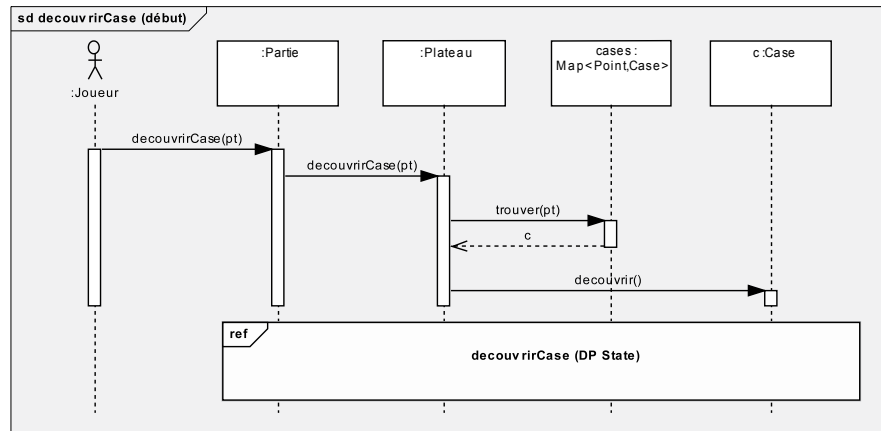 sd decouvrirCase (début)
:Joueur
:Partie
:Plateau
cases :
Map<Point,Case>
c :Case
decouvrirCase(pt)
decouvrirCase(pt)
trouver(pt)
c
decouvrir()
ref
decouvrirCase (DP State)